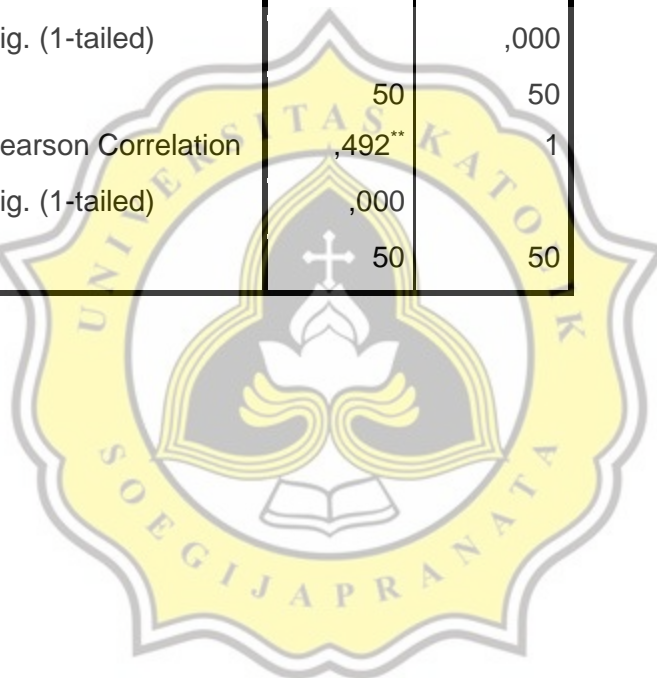 ig. (1-tailed) ,000
50 50
earson Correlation ,492** 1
ig. (1-tailed) ,000
50 50
UNIVERSITAS KATOLIK
SOEGIJAPRANATA